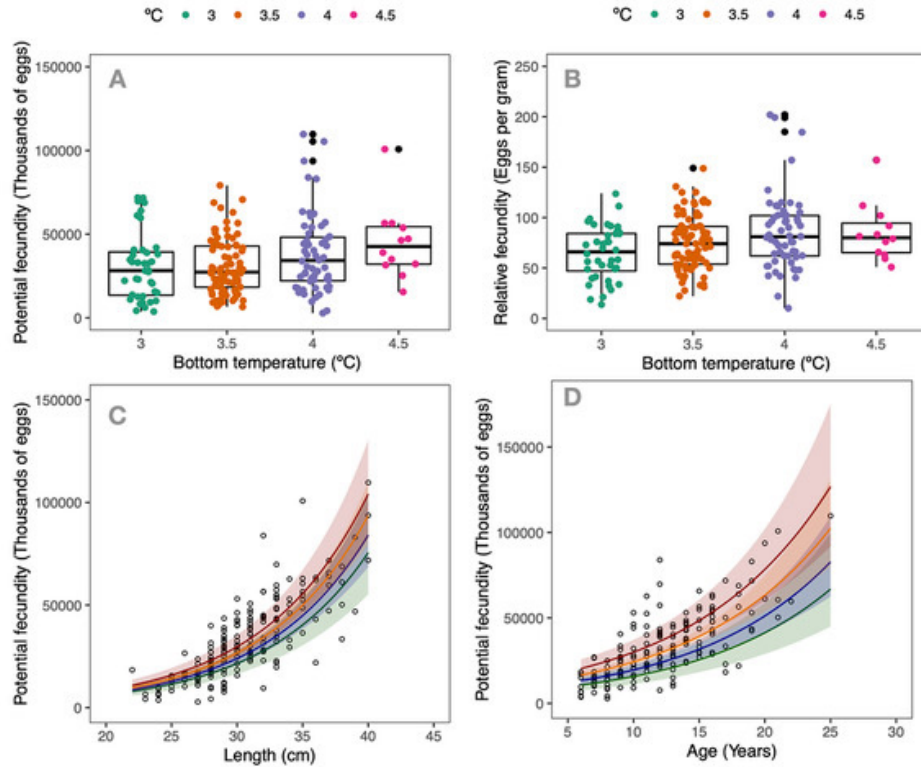 ºC 3 3.5 4 4.5
ºC 3 3.5 4 4.5
A
Potential fecundity (Thousands of eggs)
150000
100000
50000
0
3 3.5 4 4.5
Bottom temperature (ºC)
B
Relative fecundity (Eggs per gram)
250
200
150
100
50
0
3 3.5 4 4.5
Bottom temperature (ºC)
C
Potential fecundity (Thousands of eggs)
150000
100000
50000
0
20 25 30 35 40 45
Length (cm)
D
Potential fecundity (Thousands of eggs)
150000
100000
50000
0
5 10 15 20 25 30
Age (Years)